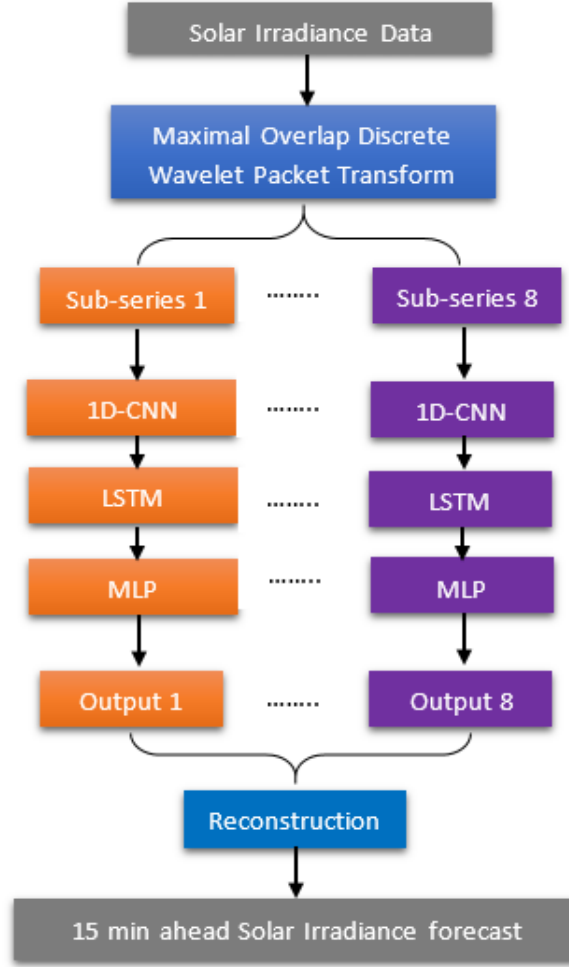 Solar Irradiance Data
Maximal Overlap Discrete
Wavelet Packet Transform
Sub-series 1 ........ Sub-series 8
1D-CNN ........ 1D-CNN
LSTM ........ LSTM
MLP ........ MLP
Output 1 ........ Output 8
Reconstruction
15 min ahead Solar Irradiance forecast